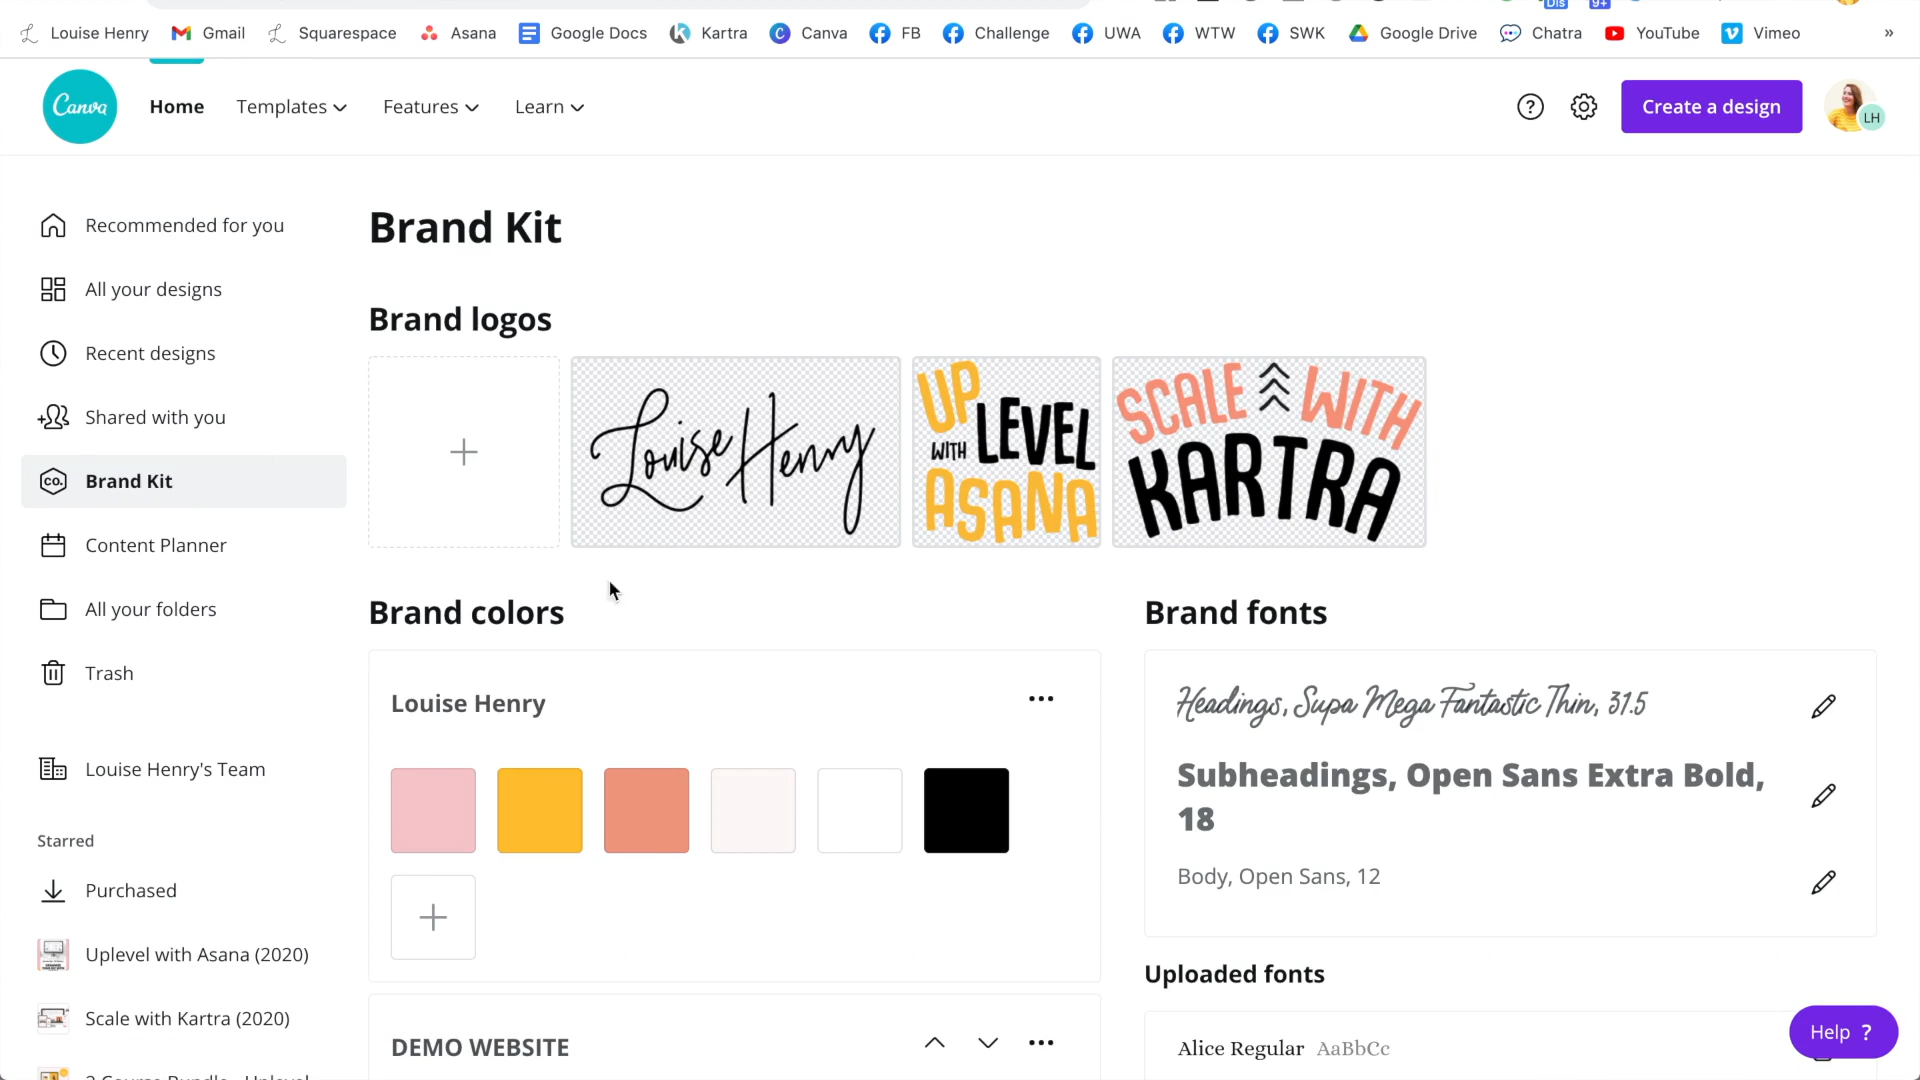 Dis
9+
Louise Henry
Gmail
Squarespace
Asana
Google Docs
Kartra
Canva
FB
Challenge
UWA
WTW
SWK
Google Drive
Chatra
YouTube
Vimeo
»
Canva
Home
Templates
Features
Learn
?
Create a design
LH
Recommended for you
All your designs
Recent designs
Shared with you
CO.
Brand Kit
Content Planner
All your folders
Trash
Louise Henry's Team
Starred
Purchased
Uplevel with Asana (2020)
Scale with Kartra (2020)
Brand Kit
Brand logos
Louise Henry
UP
LEVEL
WITH
ASANA
SCALE WITH
KARTRA
Brand colors
Louise Henry
DEMO WEBSITE
Brand fonts
Headings, Supa Mega Fantastic Thin, 31.5
Subheadings, Open Sans Extra Bold,
18
Body, Open Sans, 12
Uploaded fonts
Alice Regular AaBbCc
Help ?